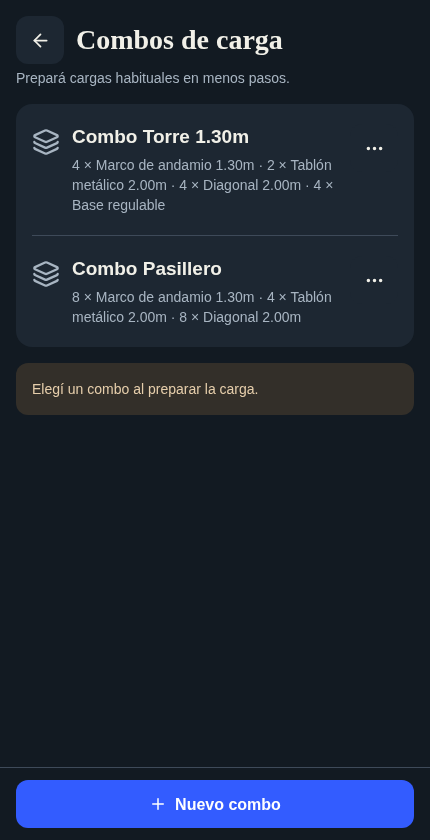 Combos de carga
Prepará cargas habituales en menos pasos.
Combo Torre 1.30m
4 × Marco de andamio 1.30m · 2 × Tablón
metálico 2.00m · 4 × Diagonal 2.00m · 4 ×
Base regulable
Combo Pasillero
8 × Marco de andamio 1.30m · 4 × Tablón
metálico 2.00m · 8 × Diagonal 2.00m
Elegí un combo al preparar la carga.
Nuevo combo